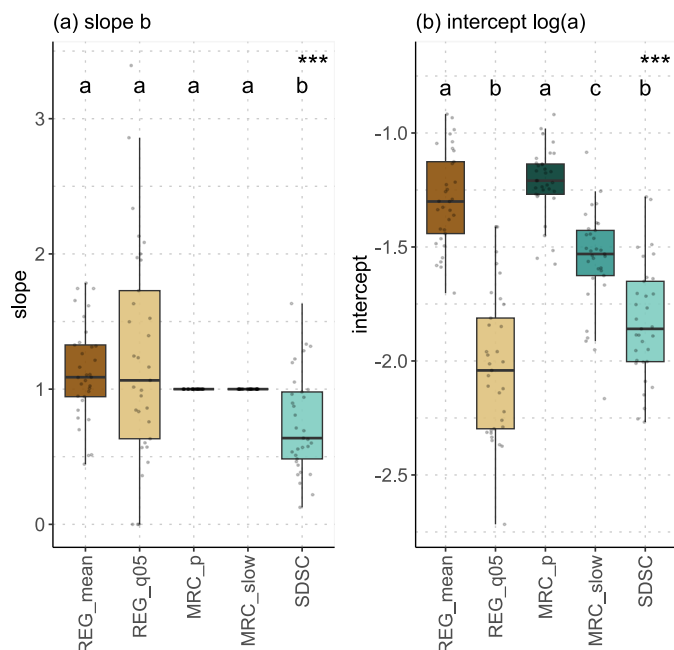 (a) slope b
***
a a a a b
3
2
1
0
slope
REG_mean
REG_q05
MRC_p
MRC_slow
SDSC
(b) intercept log(a)
***
a b a c b
-1.0
-1.5
-2.0
-2.5
intercept
REG_mean
REG_q05
MRC_p
MRC_slow
SDSC